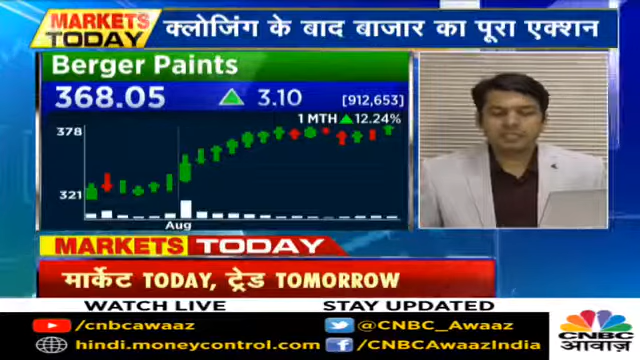 MARKETS
TODAY
क्लोजिंग के बाद बाजार का पूरा एक्शन
Berger Paints
368.05 3.10 [912,653]
1 MTH 12.24%
378
321
Aug
MARKETS TODAY
मार्केट TODAY, ट्रेड TOMORROW
WATCH LIVE STAY UPDATED
/cnbcawaaz @CNBC_Awaaz
hindi.moneycontrol.com /CNBCAwaazIndia
CNBC
आवाज़